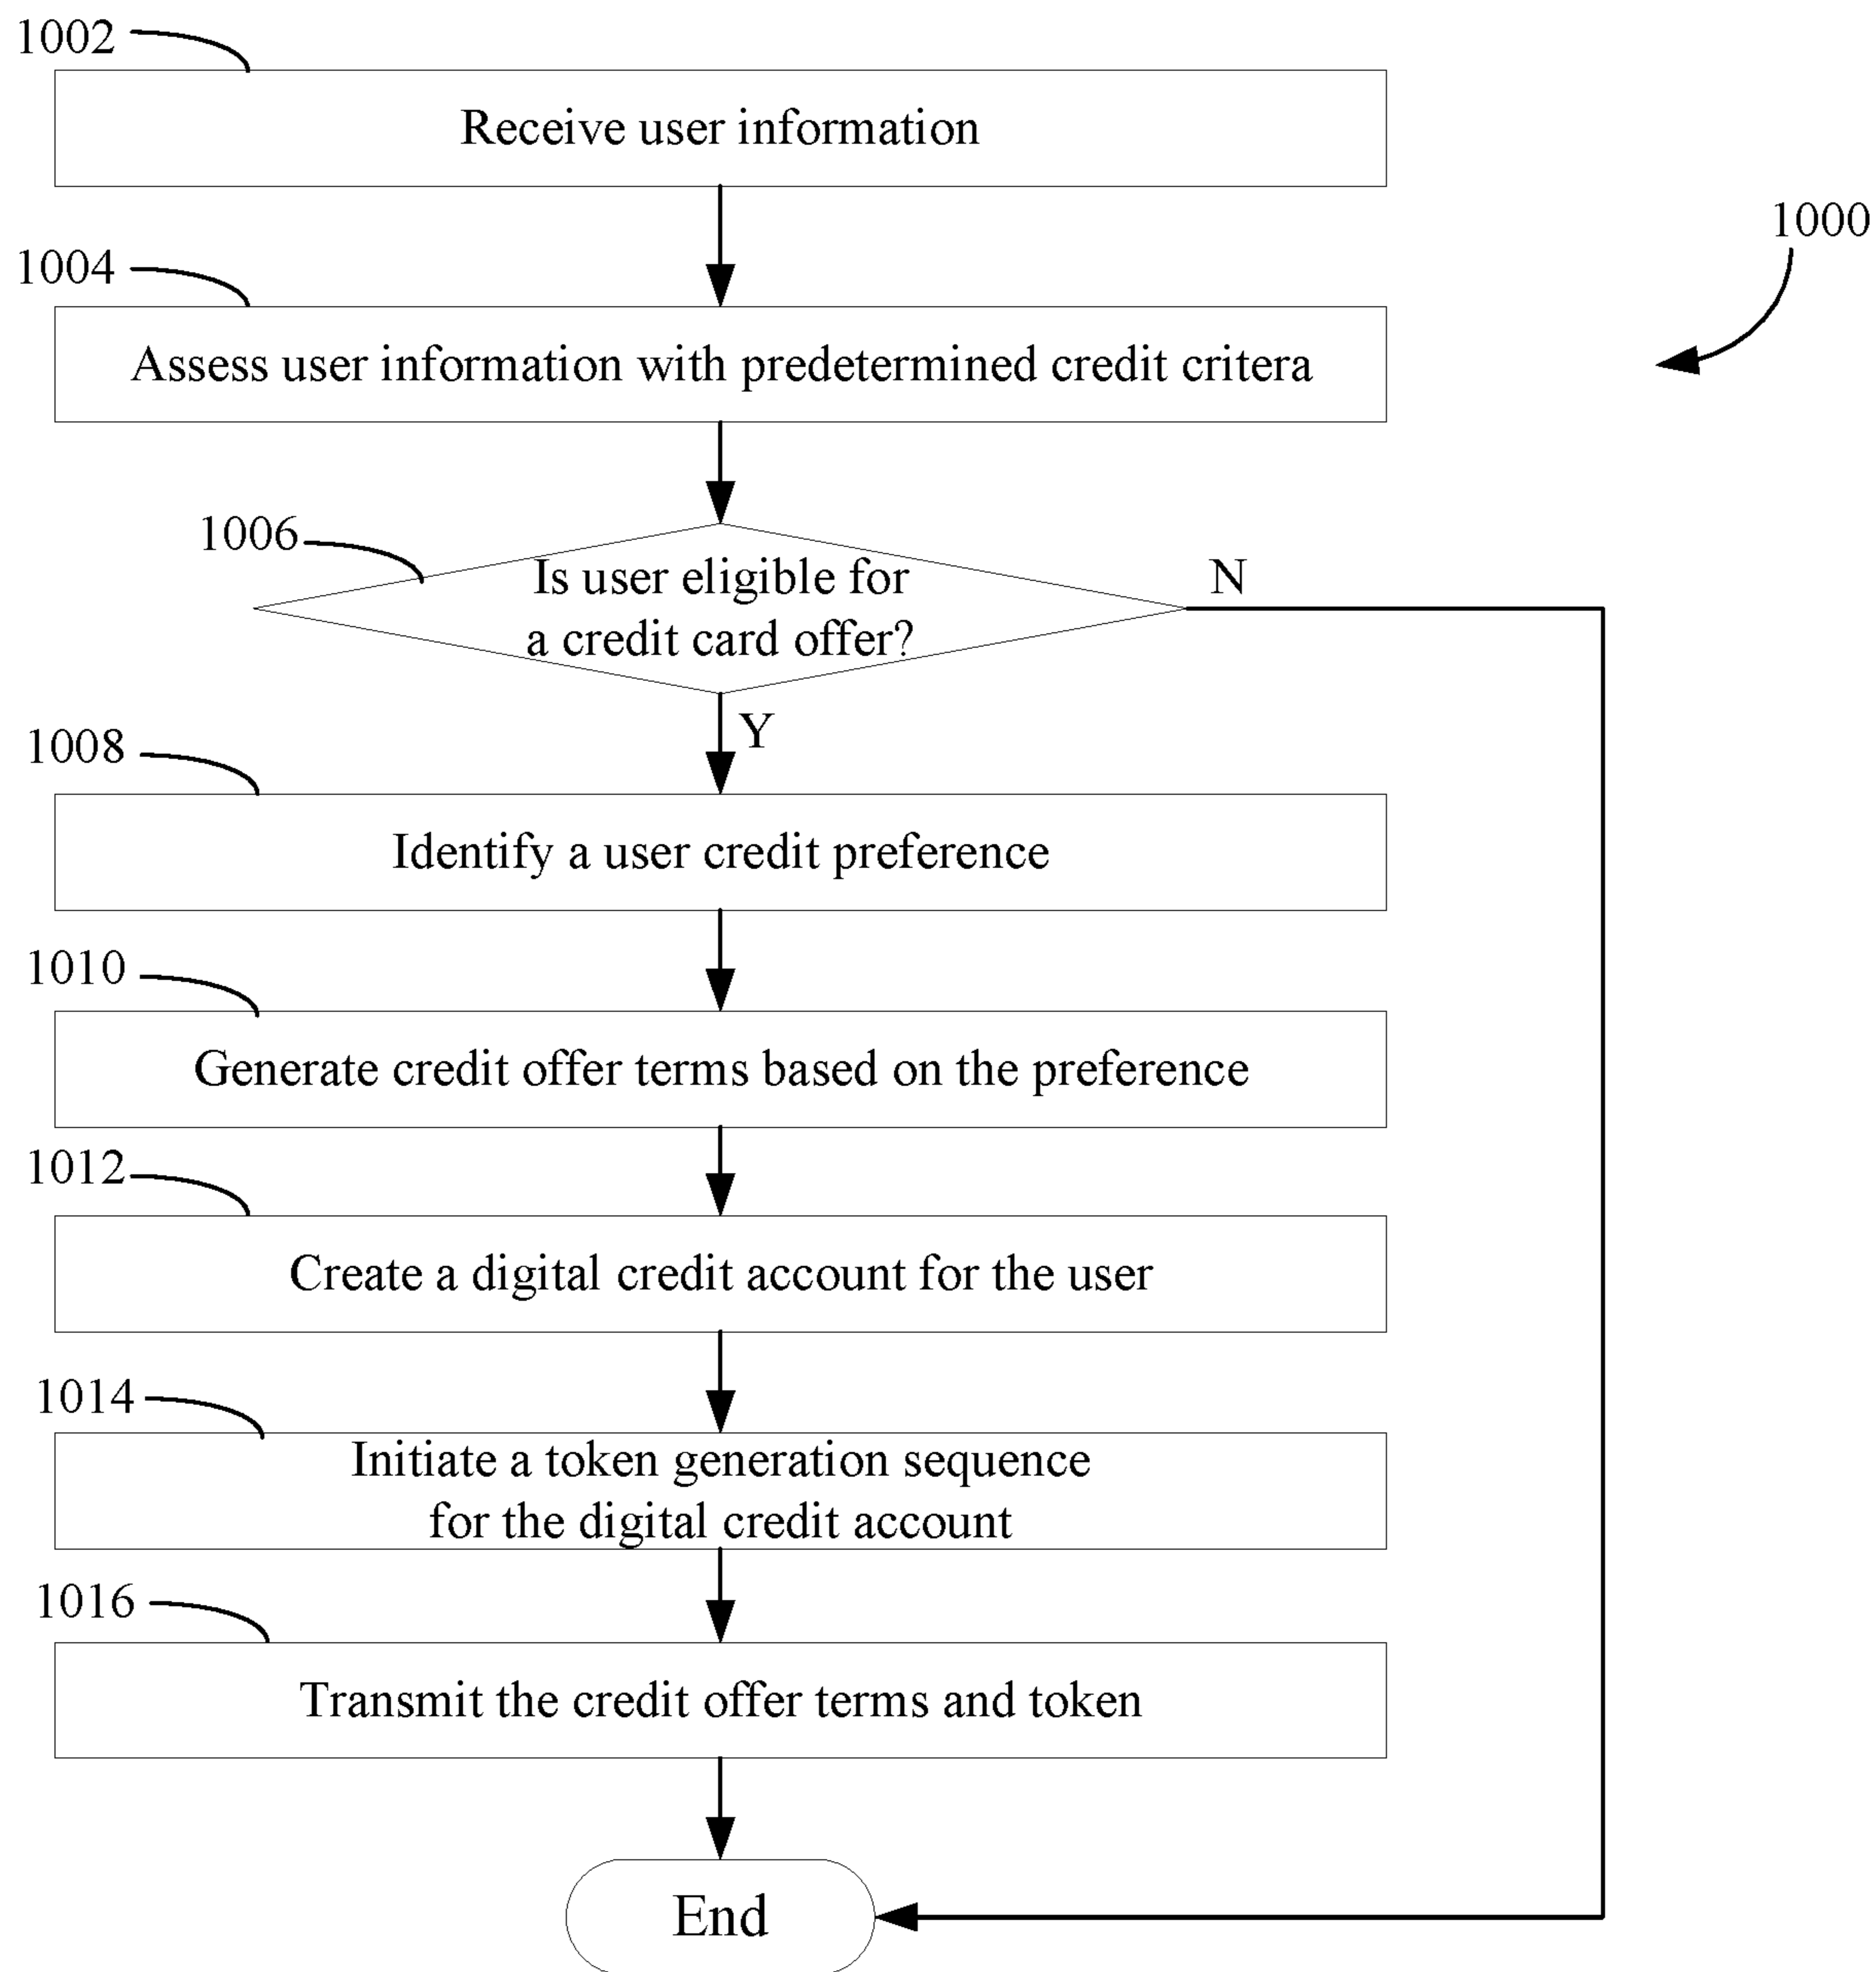 1002
Receive user information
1000
1004
Assess user information with predetermined credit critera
1006
Is user eligible for
a credit card offer?
N
Y
1008
Identify a user credit preference
1010
Generate credit offer terms based on the preference
1012
Create a digital credit account for the user
1014
Initiate a token generation sequence
for the digital credit account
1016
Transmit the credit offer terms and token
End